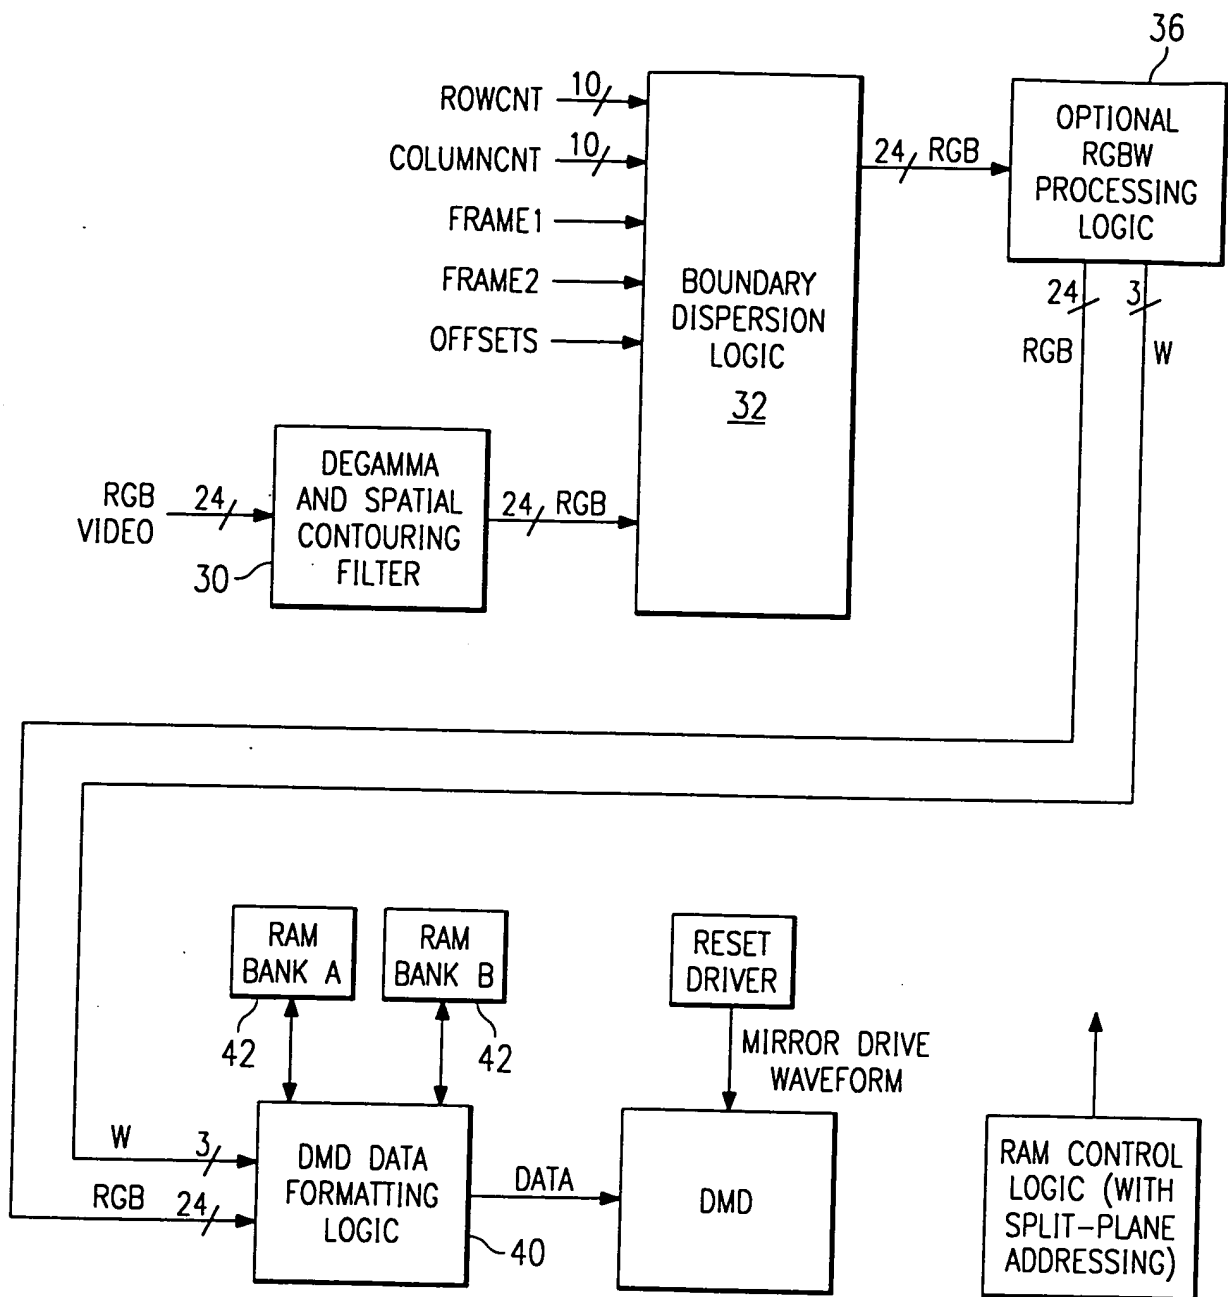 36
ROWCNT
10
COLUMNCNT
10
FRAME1
FRAME2
OFFSETS
BOUNDARY
DISPERSION
LOGIC
32
24
RGB
OPTIONAL
RGBW
PROCESSING
LOGIC
24
3
RGB
W
RGB
VIDEO
24
DEGAMMA
AND SPATIAL
CONTOURING
FILTER
30
24
RGB
RAM
BANK A
42
RAM
BANK B
42
RESET
DRIVER
MIRROR DRIVE
WAVEFORM
W
3
RGB
24
DMD DATA
FORMATTING
LOGIC
40
DATA
DMD
RAM CONTROL
LOGIC (WITH
SPLIT-PLANE
ADDRESSING)